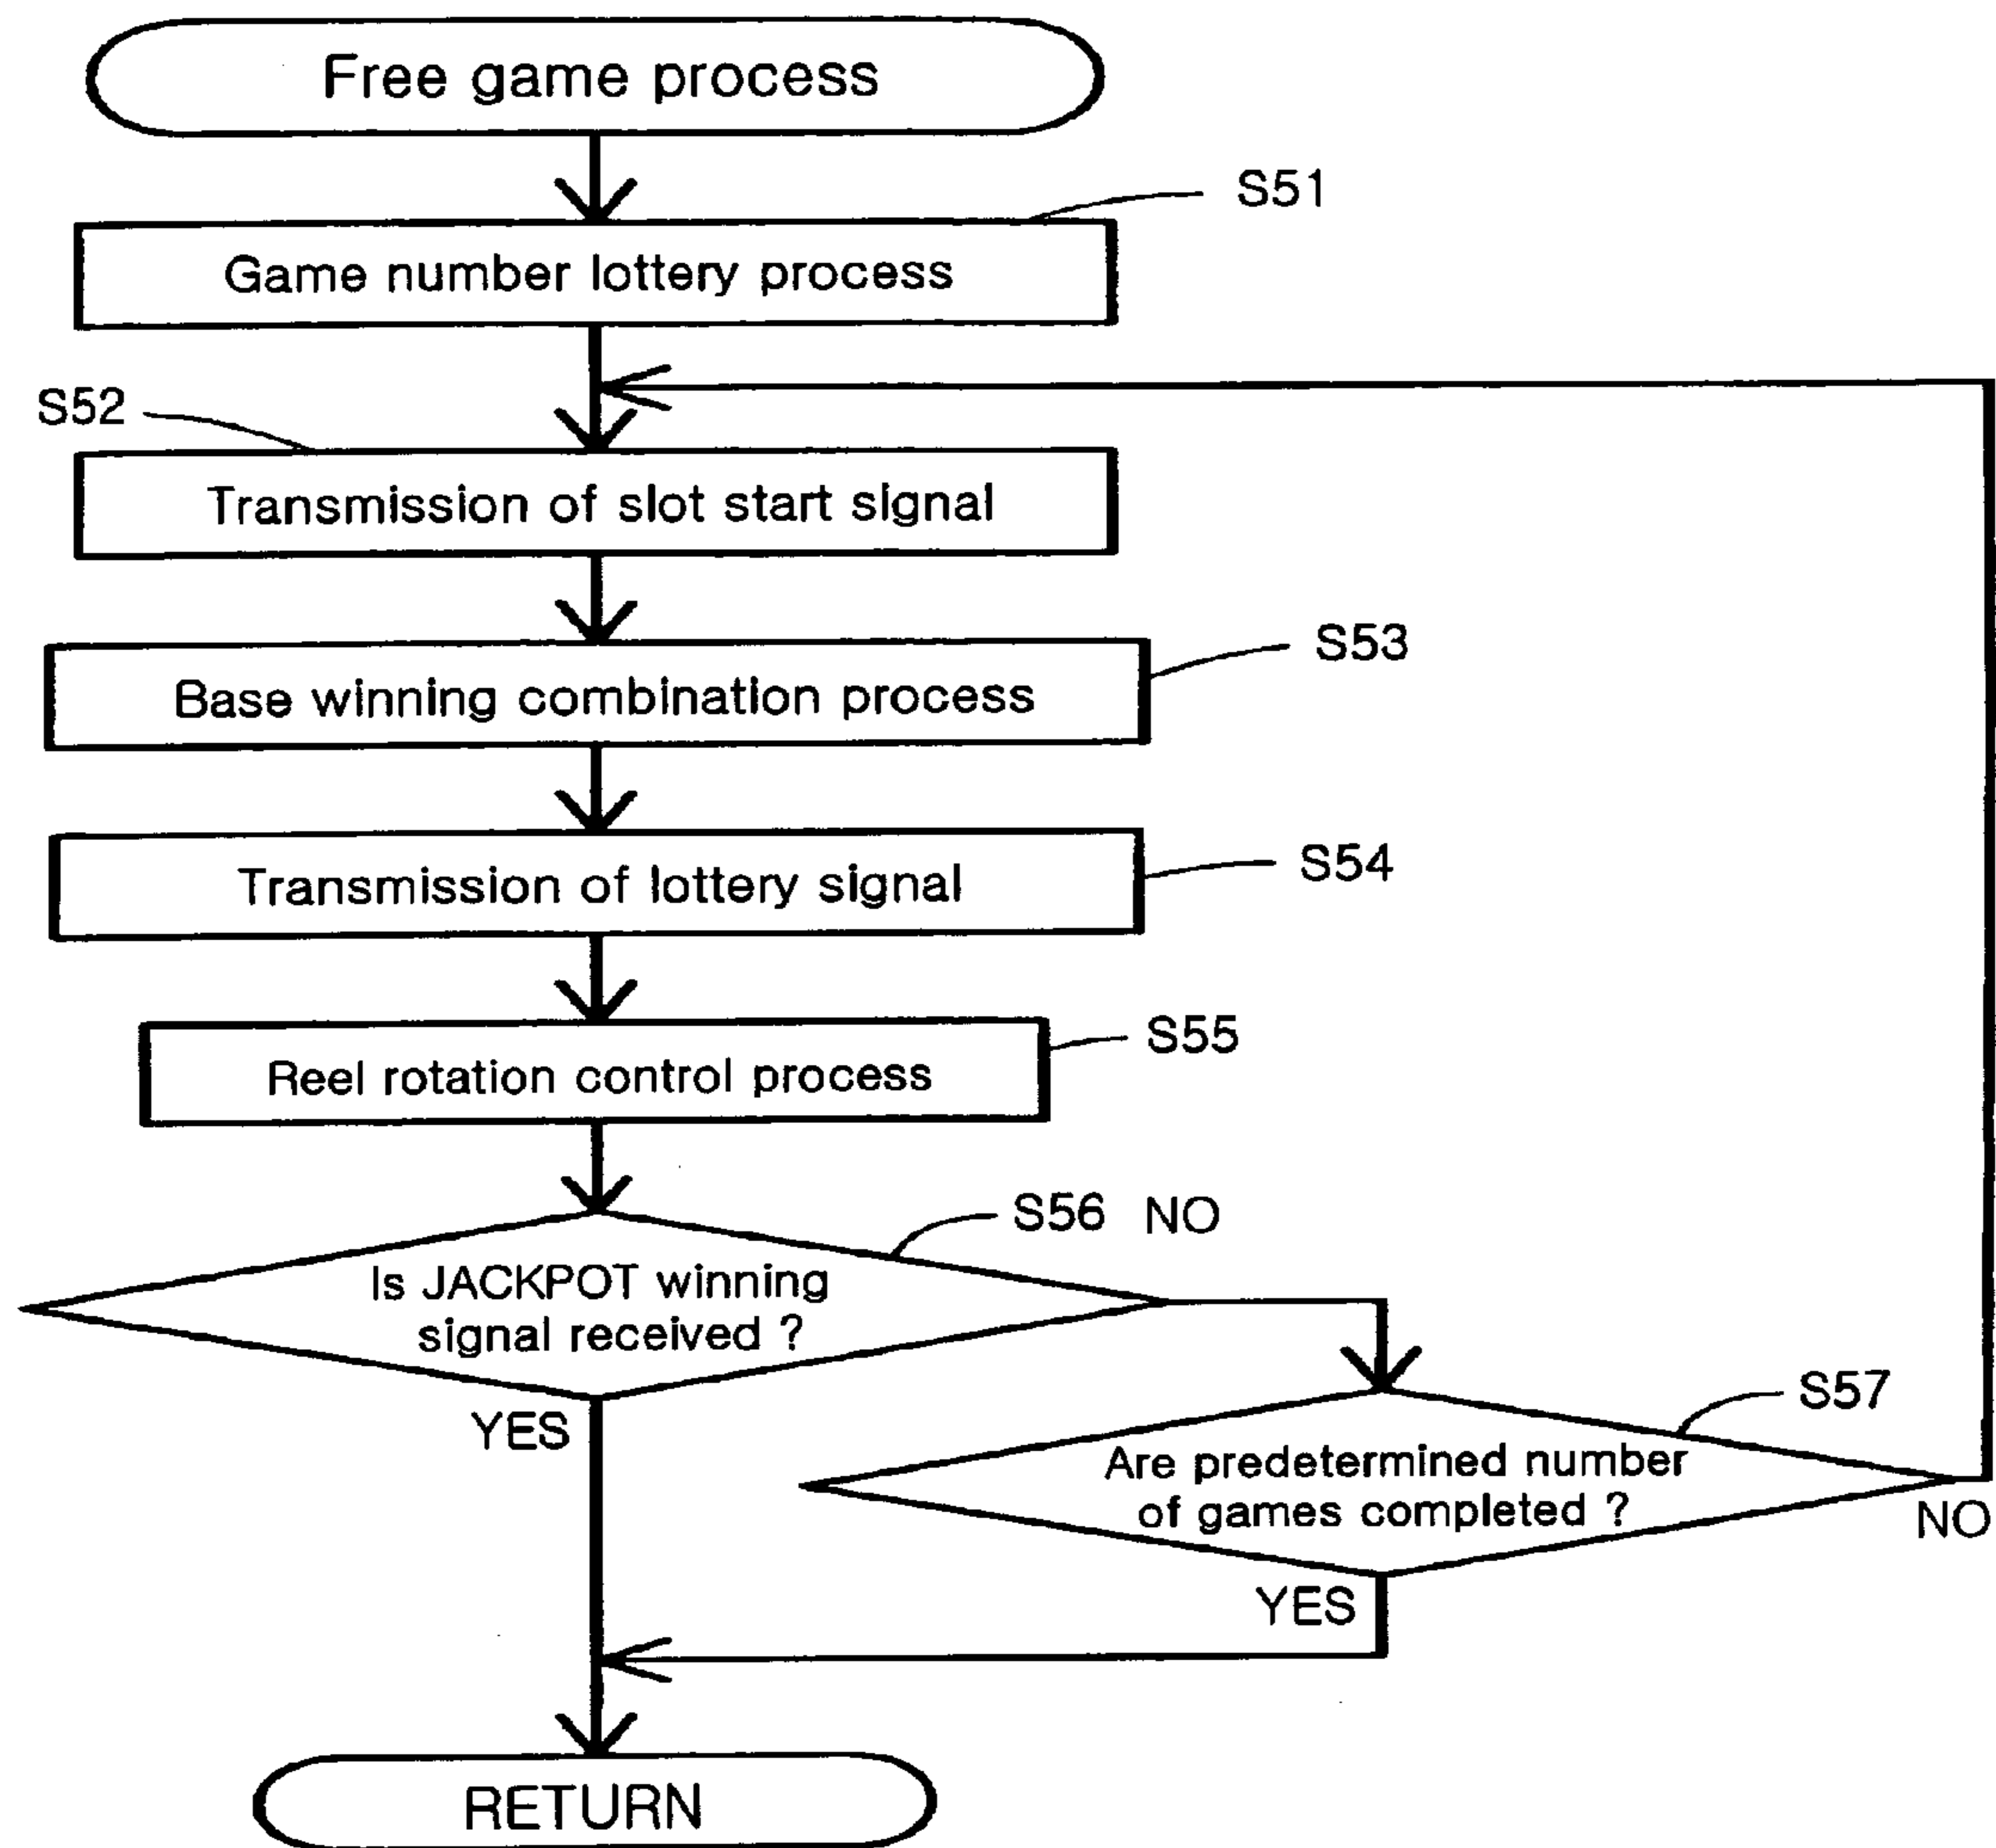 Free game process
S51
Game number lottery process
S52
Transmission of slot start signal
S53
Base winning combination process
S54
Transmission of lottery signal
S55
Reel rotation control process
S56 NO
Is JACKPOT winning
signal received ?
YES
S57
Are predetermined number
of games completed ?
NO
YES
RETURN